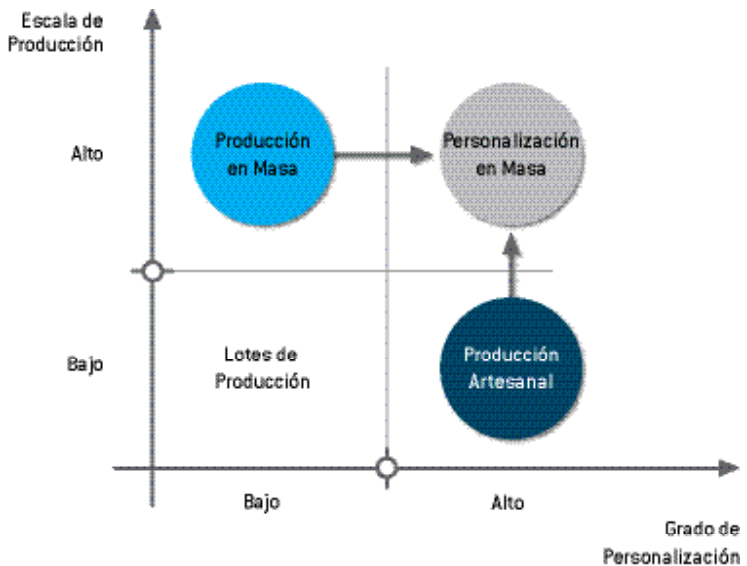 Escala de
Producción
Alto
Producción
en Masa
Personalización
en Masa
Bajo
Lotes de
Producción
Producción
Artesanal
Bajo
Alto
Grado de
Personalización